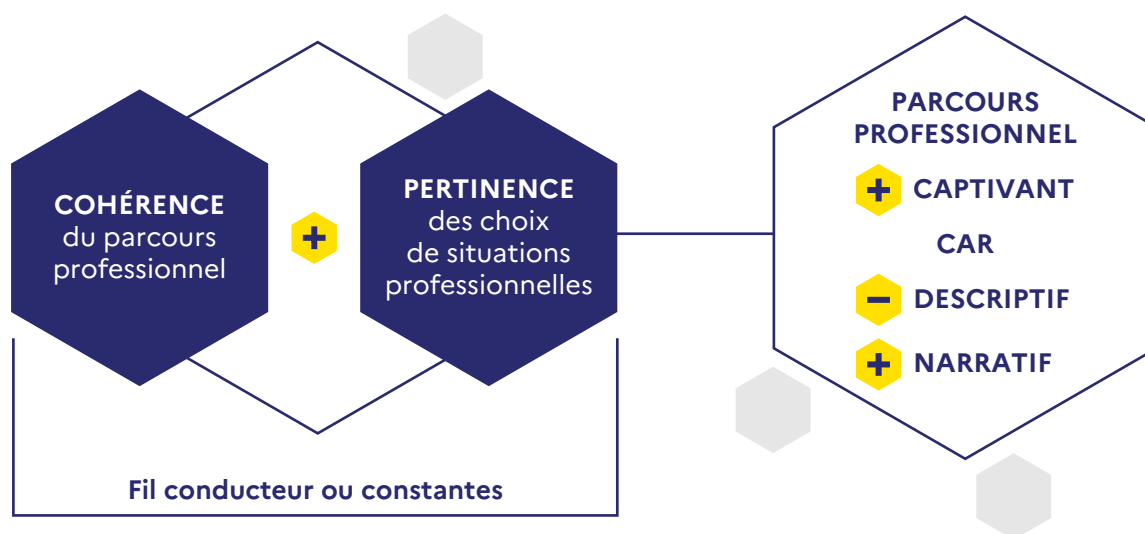 COHÉRENCE
du parcours
professionnel
+
PERTINENCE
des choix
de situations
professionnelles
Fil conducteur ou constantes
PARCOURS
PROFESSIONNEL
+ CAPTIVANT
CAR
− DESCRIPTIF
+ NARRATIF